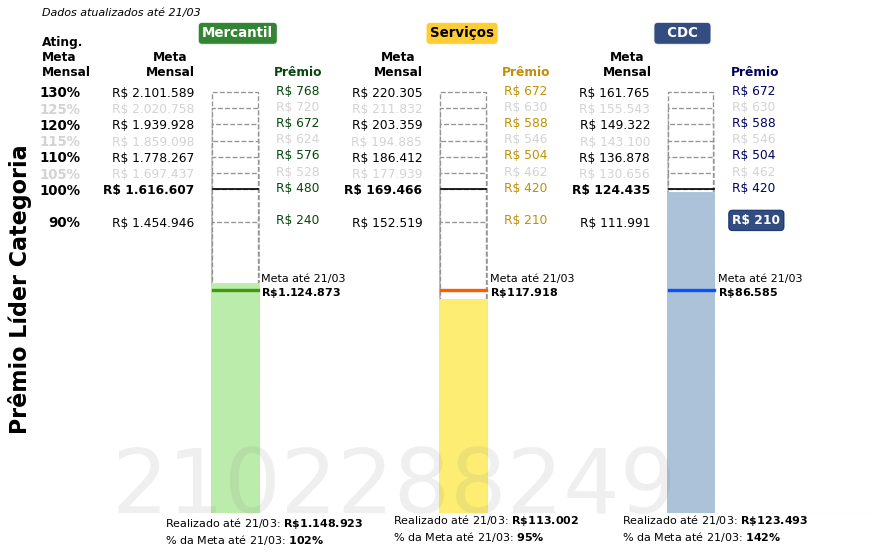 Dados atualizados até 21/03
Mercantil Serviços CDC
Ating.
Meta Meta Meta Meta
Mensal Mensal Prêmio Mensal Prêmio Mensal Prêmio
130% R$ 2.101.589 R$ 768 R$ 220.305 R$ 672 R$ 161.765 R$ 672
125% R$ 2.020.758 R$ 720 R$ 211.832 R$ 630 R$ 155.543 R$ 630
120% R$ 1.939.928 R$ 672 R$ 203.359 R$ 588 R$ 149.322 R$ 588
115% R$ 1.859.098 R$ 624 R$ 194.885 R$ 546 R$ 143.100 R$ 546
110% R$ 1.778.267 R$ 576 R$ 186.412 R$ 504 R$ 136.878 R$ 504
105% R$ 1.697.437 R$ 528 R$ 177.939 R$ 462 R$ 130.656 R$ 462
100% R$ 1.616.607 R$ 480 R$ 169.466 R$ 420 R$ 124.435 R$ 420
90% R$ 1.454.946 R$ 240 R$ 152.519 R$ 210 R$ 111.991 R$ 210
Prêmio Líder Categoria
Meta até 21/03 Meta até 21/03 Meta até 21/03
R$1.124.873 R$117.918 R$86.585
2102288249
Realizado até 21/03: R$1.148.923 Realizado até 21/03: R$113.002 Realizado até 21/03: R$123.493
% da Meta até 21/03: 102% % da Meta até 21/03: 95% % da Meta até 21/03: 142%